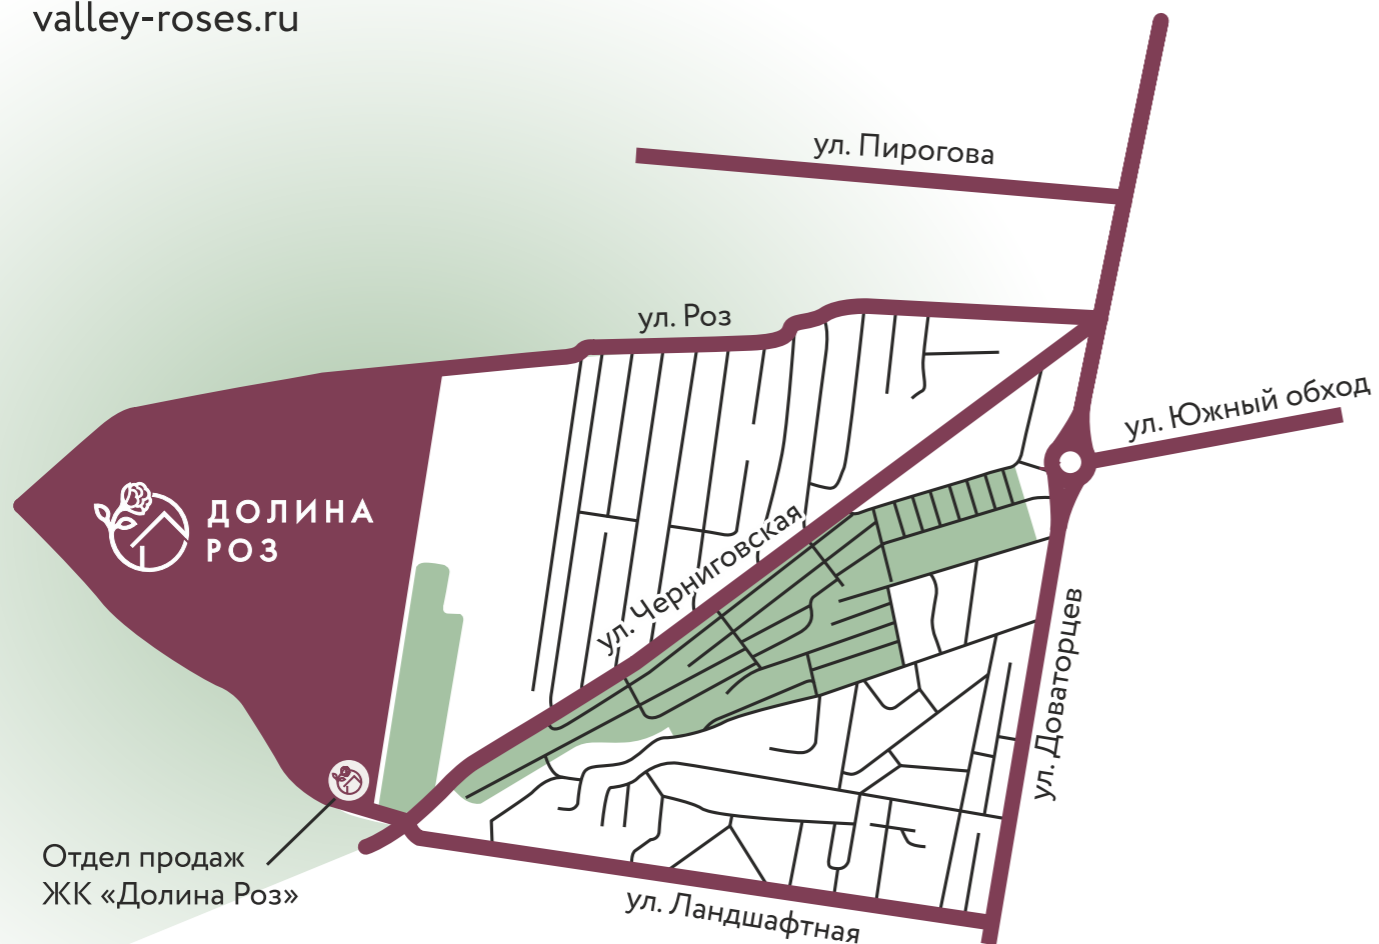 valley-roses.ru
ул. Пирогова
ул. Роз
ул. Южный обход
ДОЛИНА
РОЗ
ул. Черниговская
ул. Доваторцев
Отдел продаж
ЖК «Долина Роз»
ул. Ландшафтная